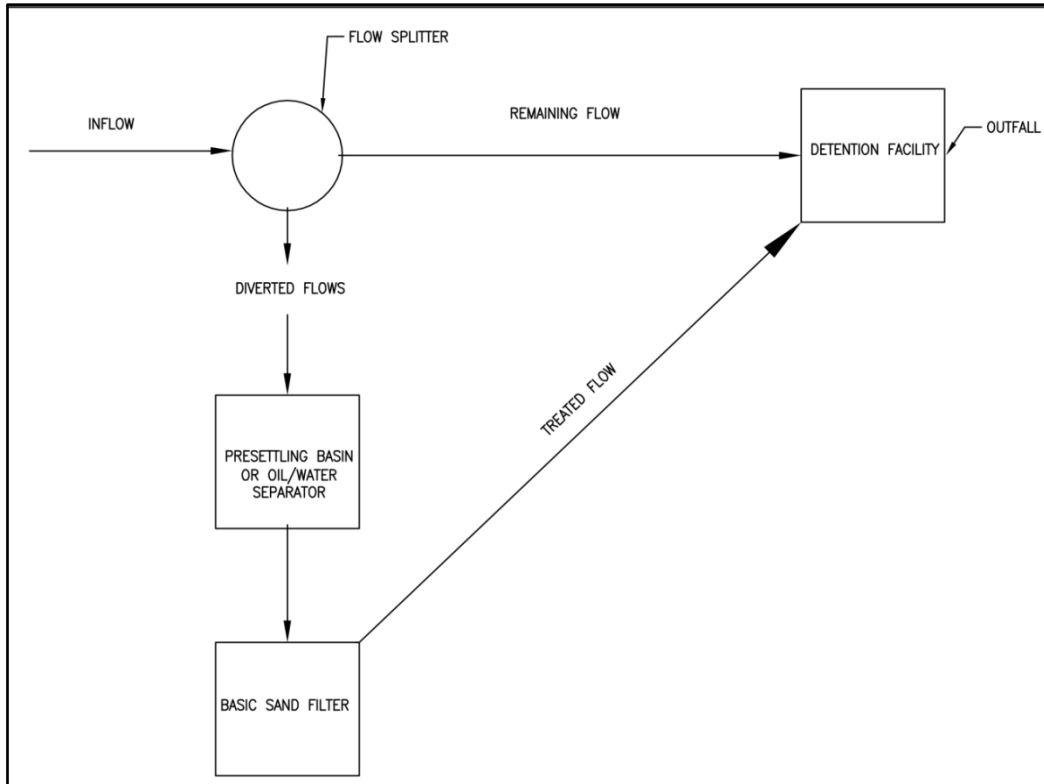 FLOW SPLITTER
INFLOW
REMAINING FLOW
DETENTION FACILITY
OUTFALL
DIVERTED FLOWS
TREATED FLOW
PRESETTLING BASIN
OR OIL/WATER
SEPARATOR
BASIC SAND FILTER